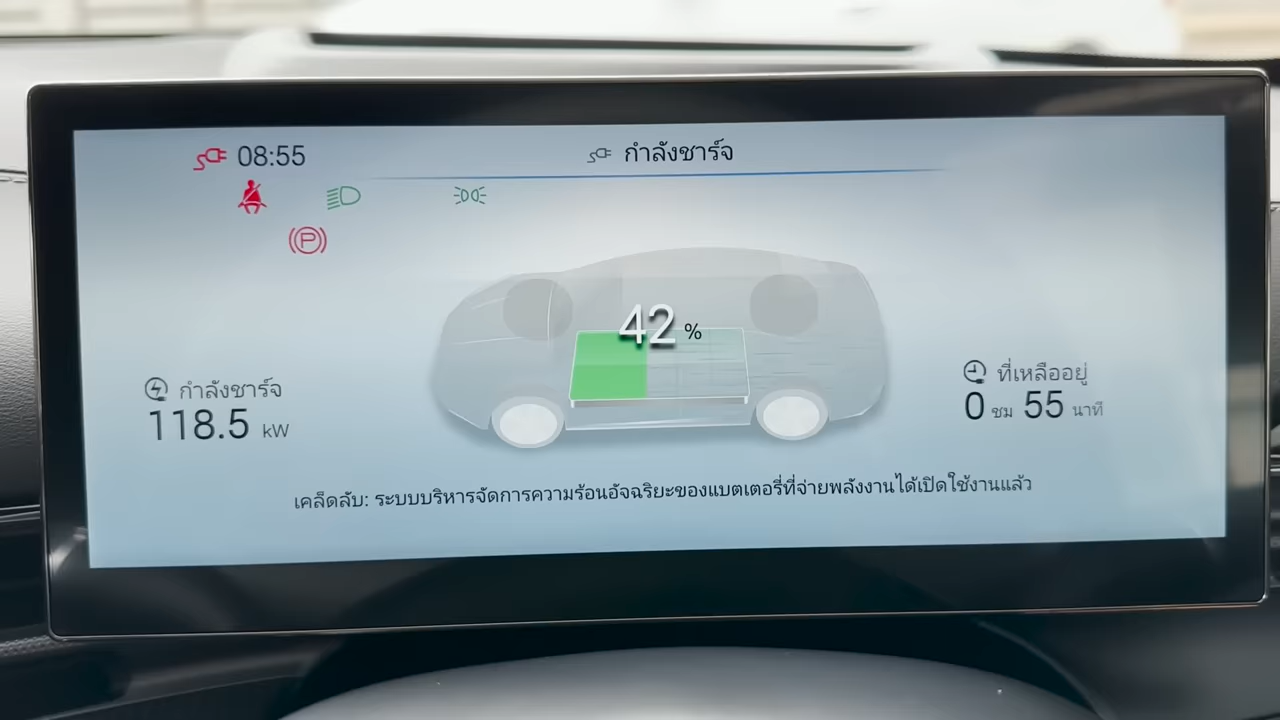 08:55
กำลังชาร์จ
P
42 %
กำลังชาร์จ
118.5 kW
ที่เหลืออยู่
0 ชม 55 นาที
เคล็ดลับ: ระบบบริหารจัดการความร้อนอัจฉริยะของแบตเตอรี่ที่จ่ายพลังงานได้เปิดใช้งานแล้ว